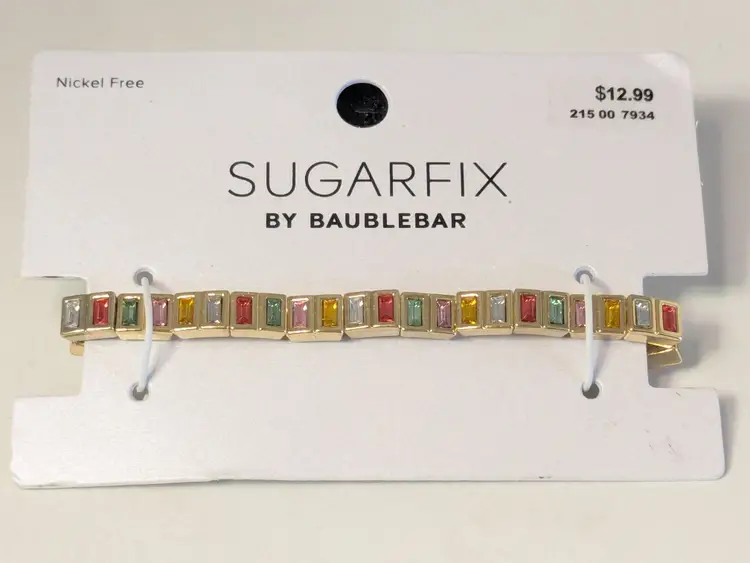 Nickel Free
$12.99
215 00 7934
SUGARFIX
BY BAUBLEBAR